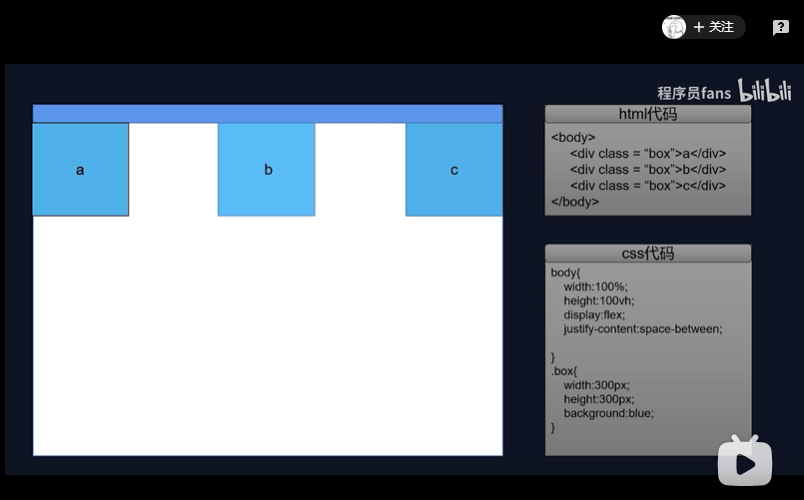 + 关注
?
程序员fans bilibili
html代码
<body>
<div class = “box”>a</div>
<div class = “box”>b</div>
<div class = “box”>c</div>
</body>
a
b
c
css代码
body{
width:100%;
height:100vh;
display:flex;
justify-content:space-between;
}
.box{
width:300px;
height:300px;
background:blue;
}